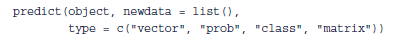 predict(object, newdata = list(),
type = c("vector", "prob", "class", "matrix"))